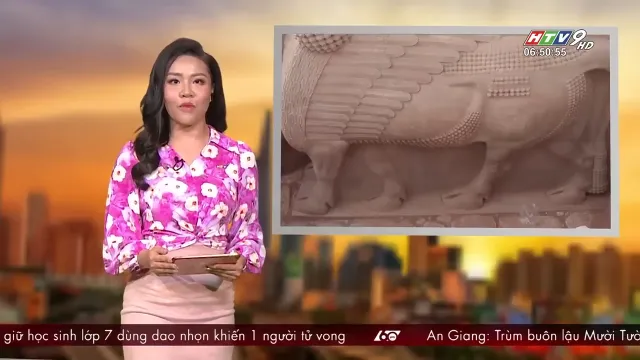 HTV9 HD
06:50:55
giữ học sinh lớp 7 dùng dao nhọn khiến 1 người tử vong
An Giang: Trùm buôn lậu Mười Tườ